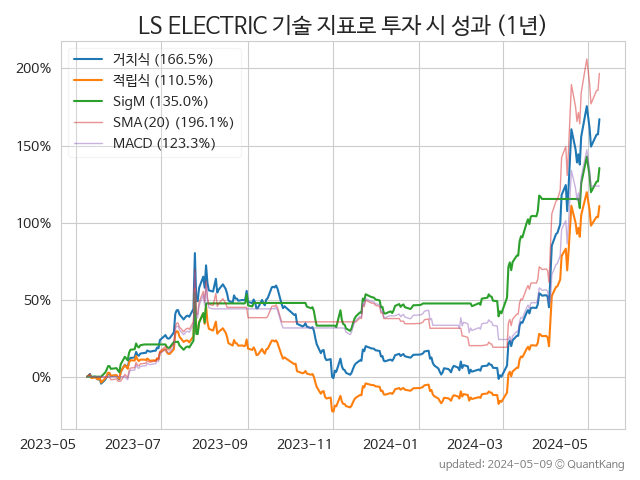 LS ELECTRIC 기술 지표로 투자 시 성과 (1년)
거치식 (166.5%)
적립식 (110.5%)
SigM (135.0%)
SMA(20) (196.1%)
MACD (123.3%)
200%
150%
100%
50%
0%
2023-05 2023-07 2023-09 2023-11 2024-01 2024-03 2024-05
updated: 2024-05-09 © QuantKang